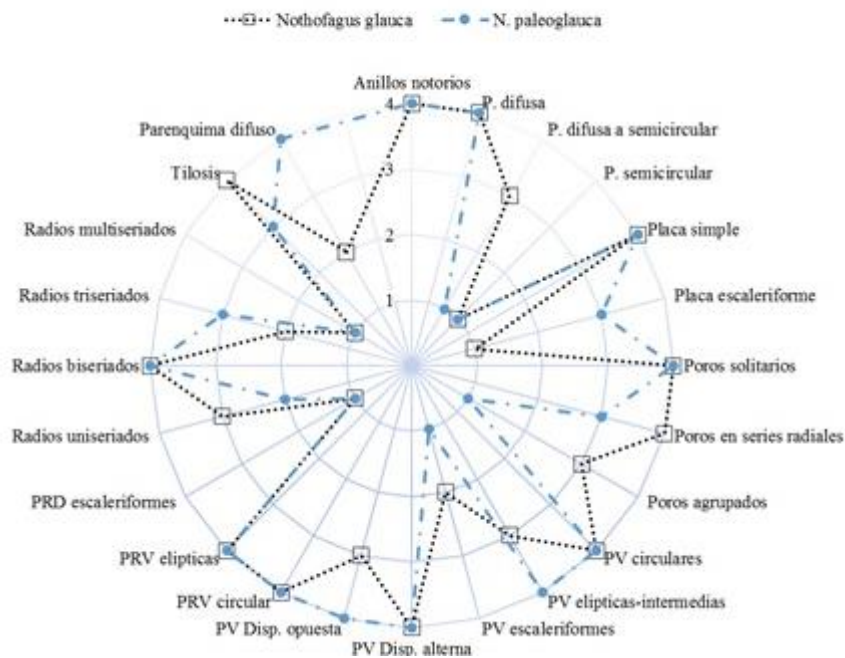 Nothofagus glauca
N. paleoglauca
Anillos notorios
P. difusa
P. difusa a semicircular
P. semicircular
Placa simple
Placa escaleriforme
Poros solitarios
Poros en series radiales
Poros agrupados
PV circulares
PV elipticas-intermedias
PV escaleriformes
PV Disp. alterna
PV Disp. opuesta
PRV circular
PRV elipticas
PRD escaleriformes
Radios uniseriados
Radios biseriados
Radios triseriados
Radios multiseriados
Tilosis
Parenquima difuso
4
3
2
1